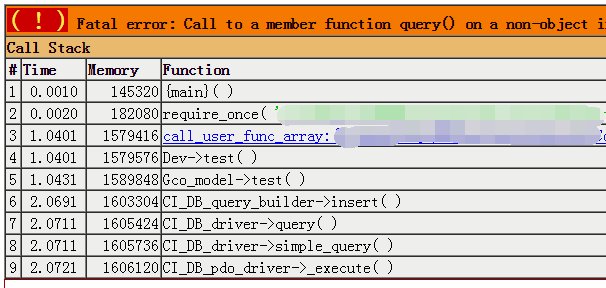 ( ! ) Fatal error: Call to a member function query() on a non-object in
Call Stack
# Time Memory Function
1 0.0010 145320 {main}( )
2 0.0020 182080 require_once( '
3 1.0401 1579416 call_user_func_array:{
4 1.0401 1579576 Dev->test( )
5 1.0431 1589848 Gco_model->test( )
6 2.0691 1603304 CI_DB_query_builder->insert( )
7 2.0711 1605424 CI_DB_driver->query( )
8 2.0711 1605736 CI_DB_driver->simple_query( )
9 2.0721 1606120 CI_DB_pdo_driver->_execute( )